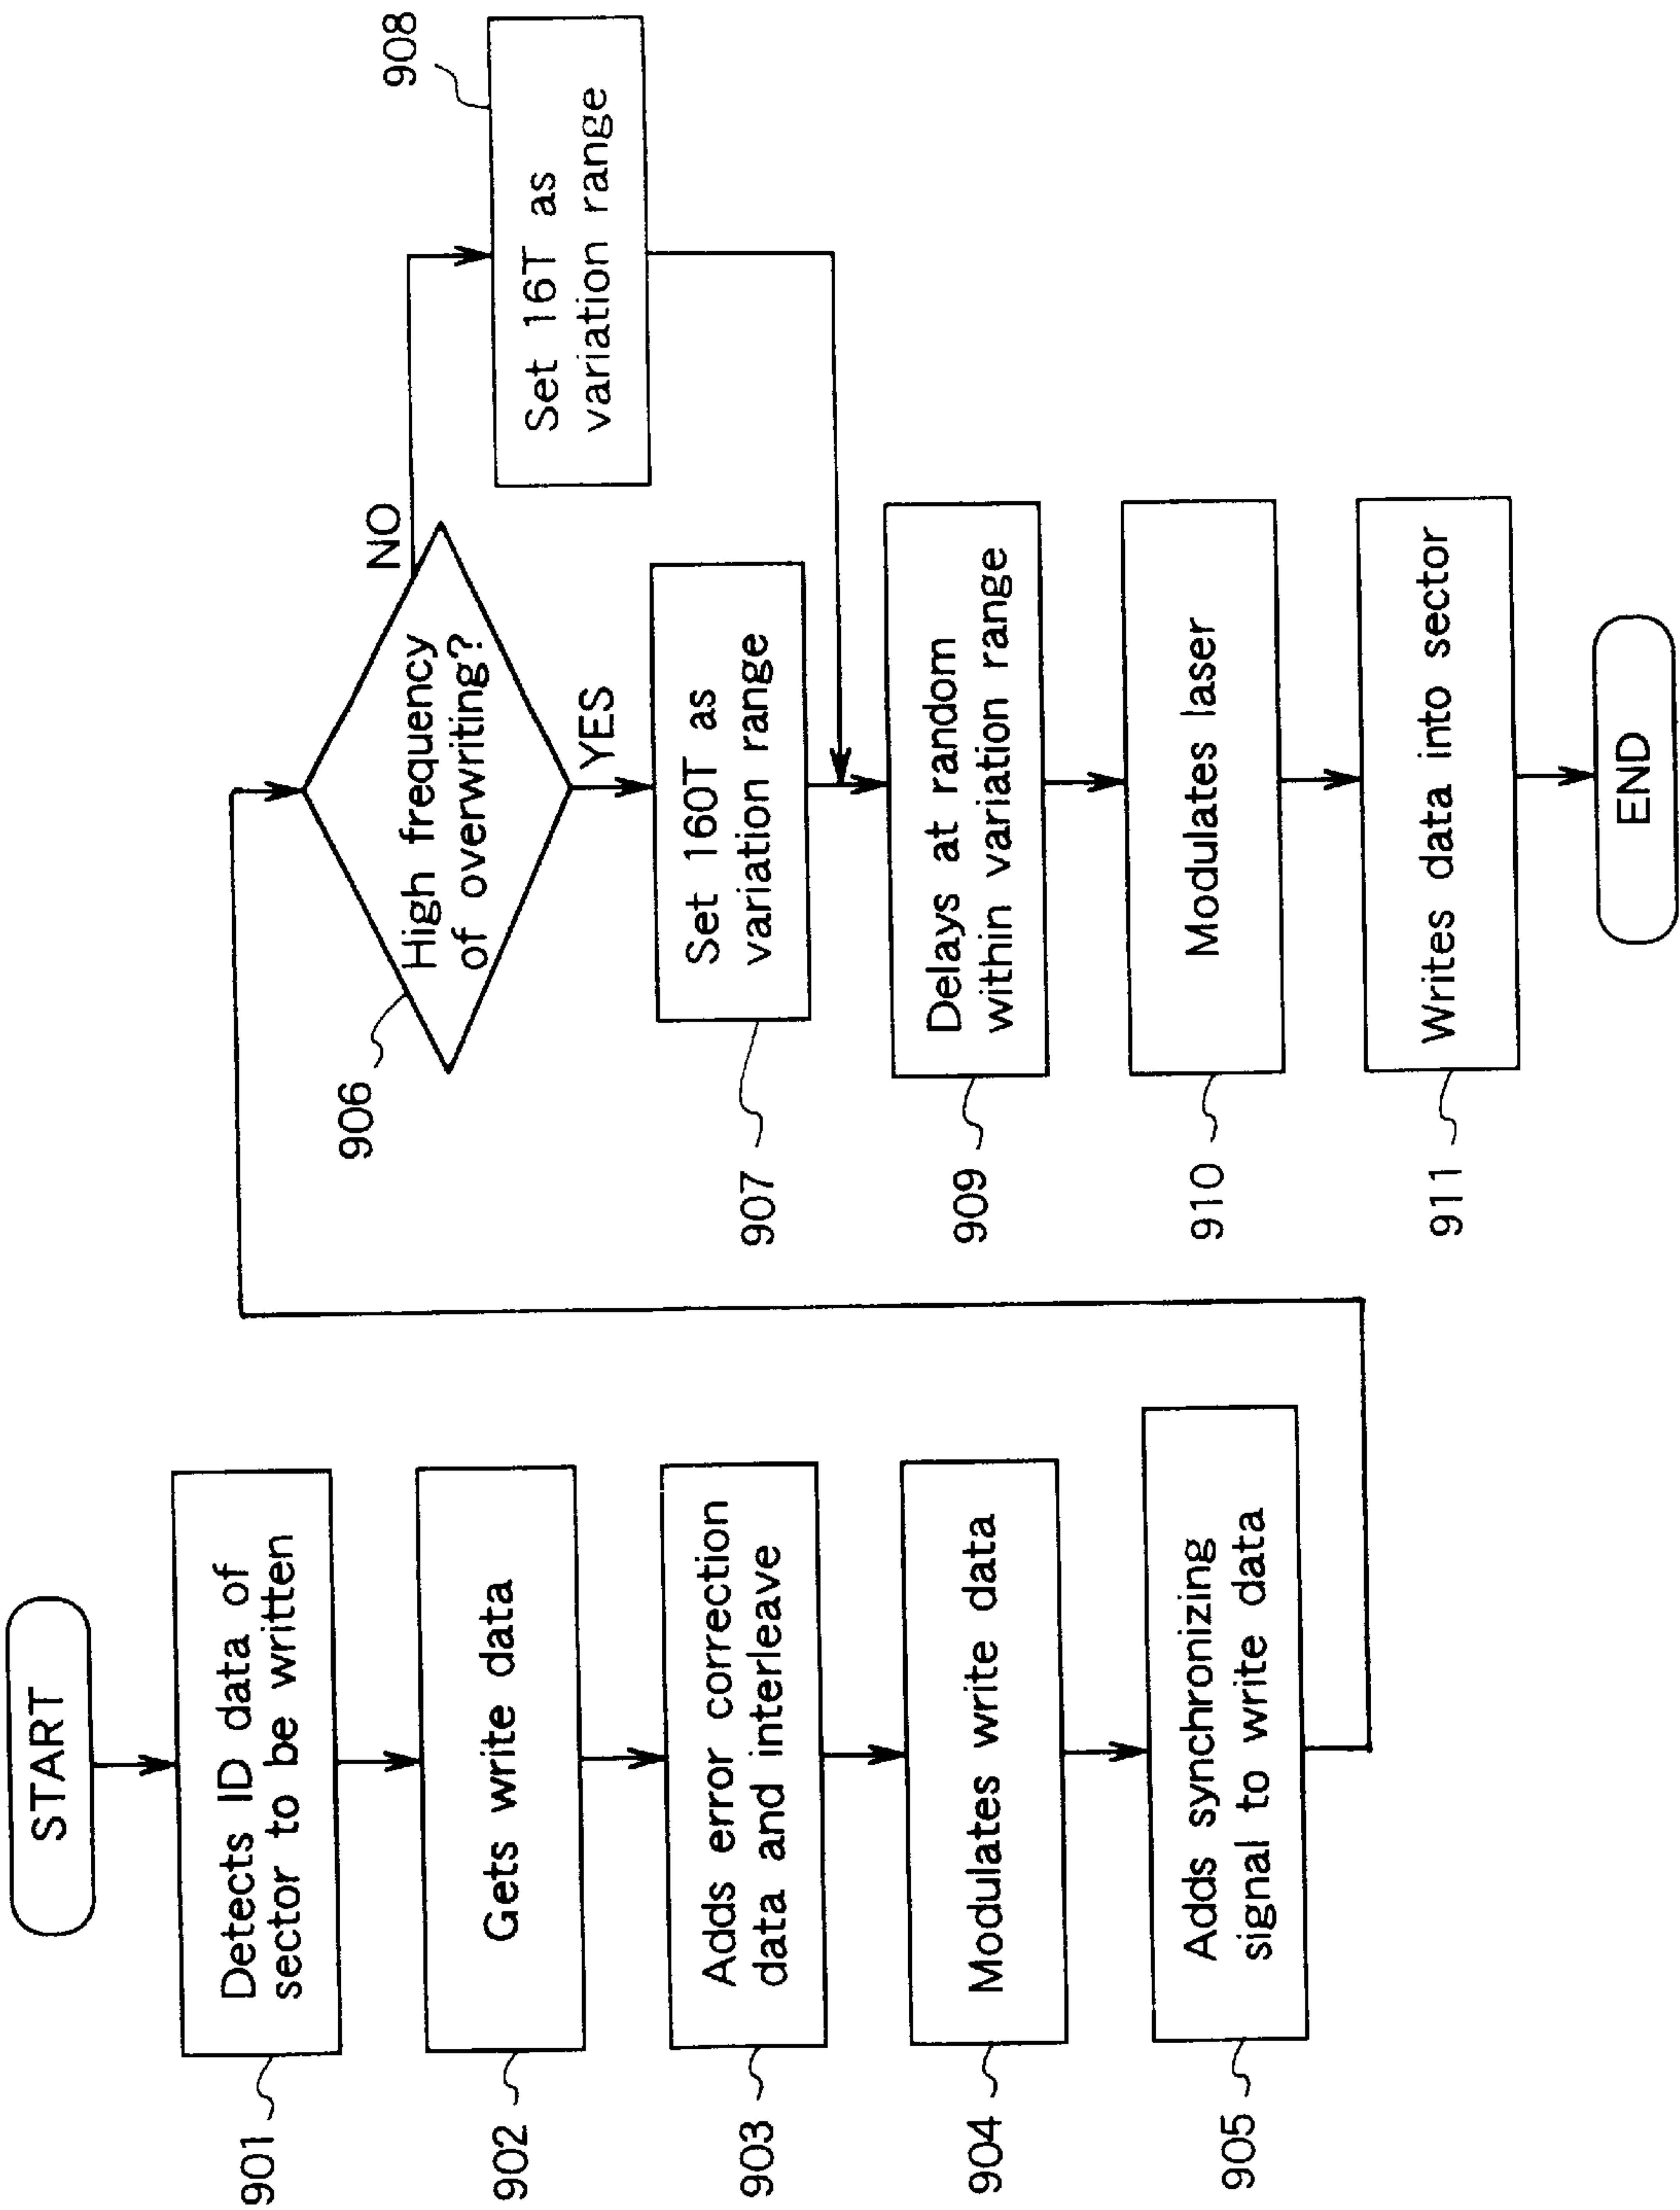 START
901
Detects ID data of
sector to be written
902
Gets write data
903
Adds error correction
data and interleave
904
Modulates write data
905
Adds synchronizing
signal to write data
906
High frequency
of overwriting?
NO
YES
907
Set 160T as
variation range
908
Set 16T as
variation range
909
Delays at random
within variation range
910
Modulates laser
911
Writes data into sector
END